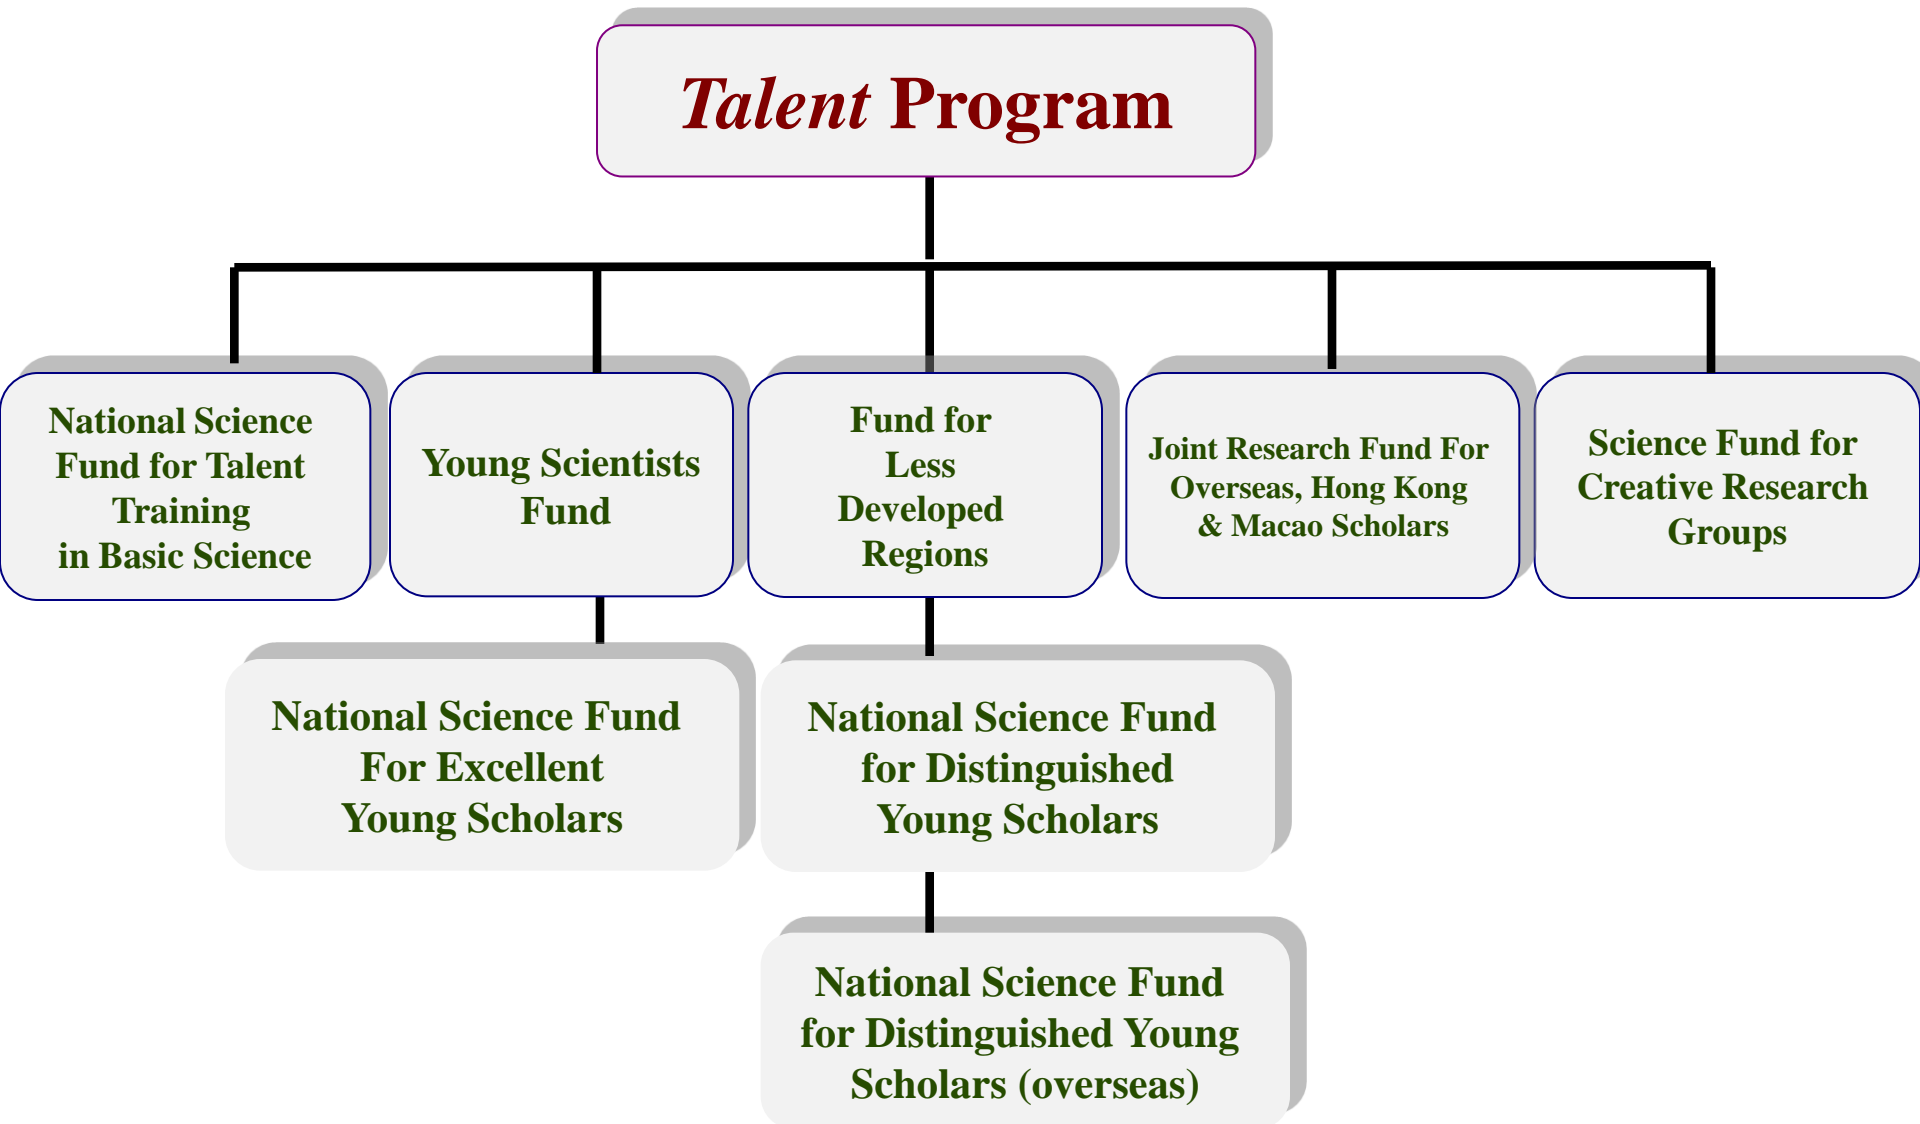 Talent Program
National Science
Fund for Talent
Training
in Basic Science
Young Scientists
Fund
Fund for
Less
Developed
Regions
Joint Research Fund For
Overseas, Hong Kong
& Macao Scholars
Science Fund for
Creative Research
Groups
National Science Fund
For Excellent
Young Scholars
National Science Fund
for Distinguished
Young Scholars
National Science Fund
for Distinguished Young
Scholars (overseas)